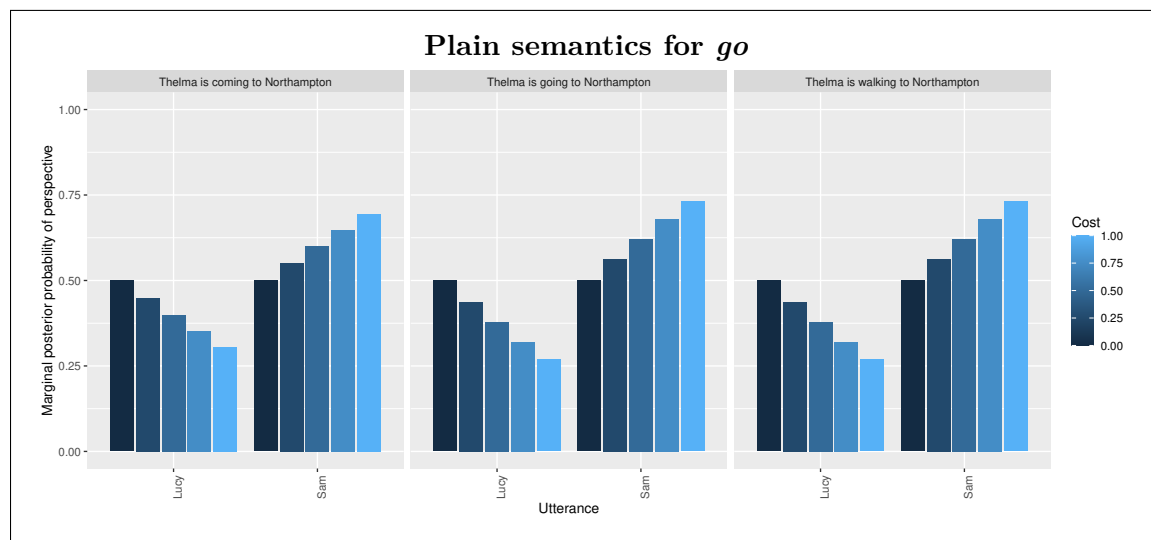 Plain semantics for go
Thelma is coming to Northampton
Thelma is going to Northampton
Thelma is walking to Northampton
Marginal posterior probability of perspective
1.00
0.75
0.50
0.25
0.00
Lucy
Sam
Lucy
Sam
Lucy
Sam
Utterance
Cost
1.00
0.75
0.50
0.25
0.00